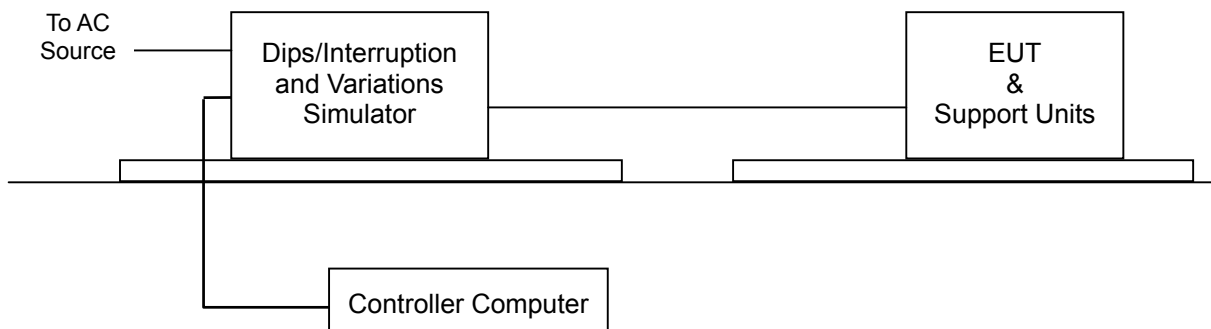 To AC
Source
Dips/Interruption
and Variations
Simulator
EUT
&
Support Units
Controller Computer